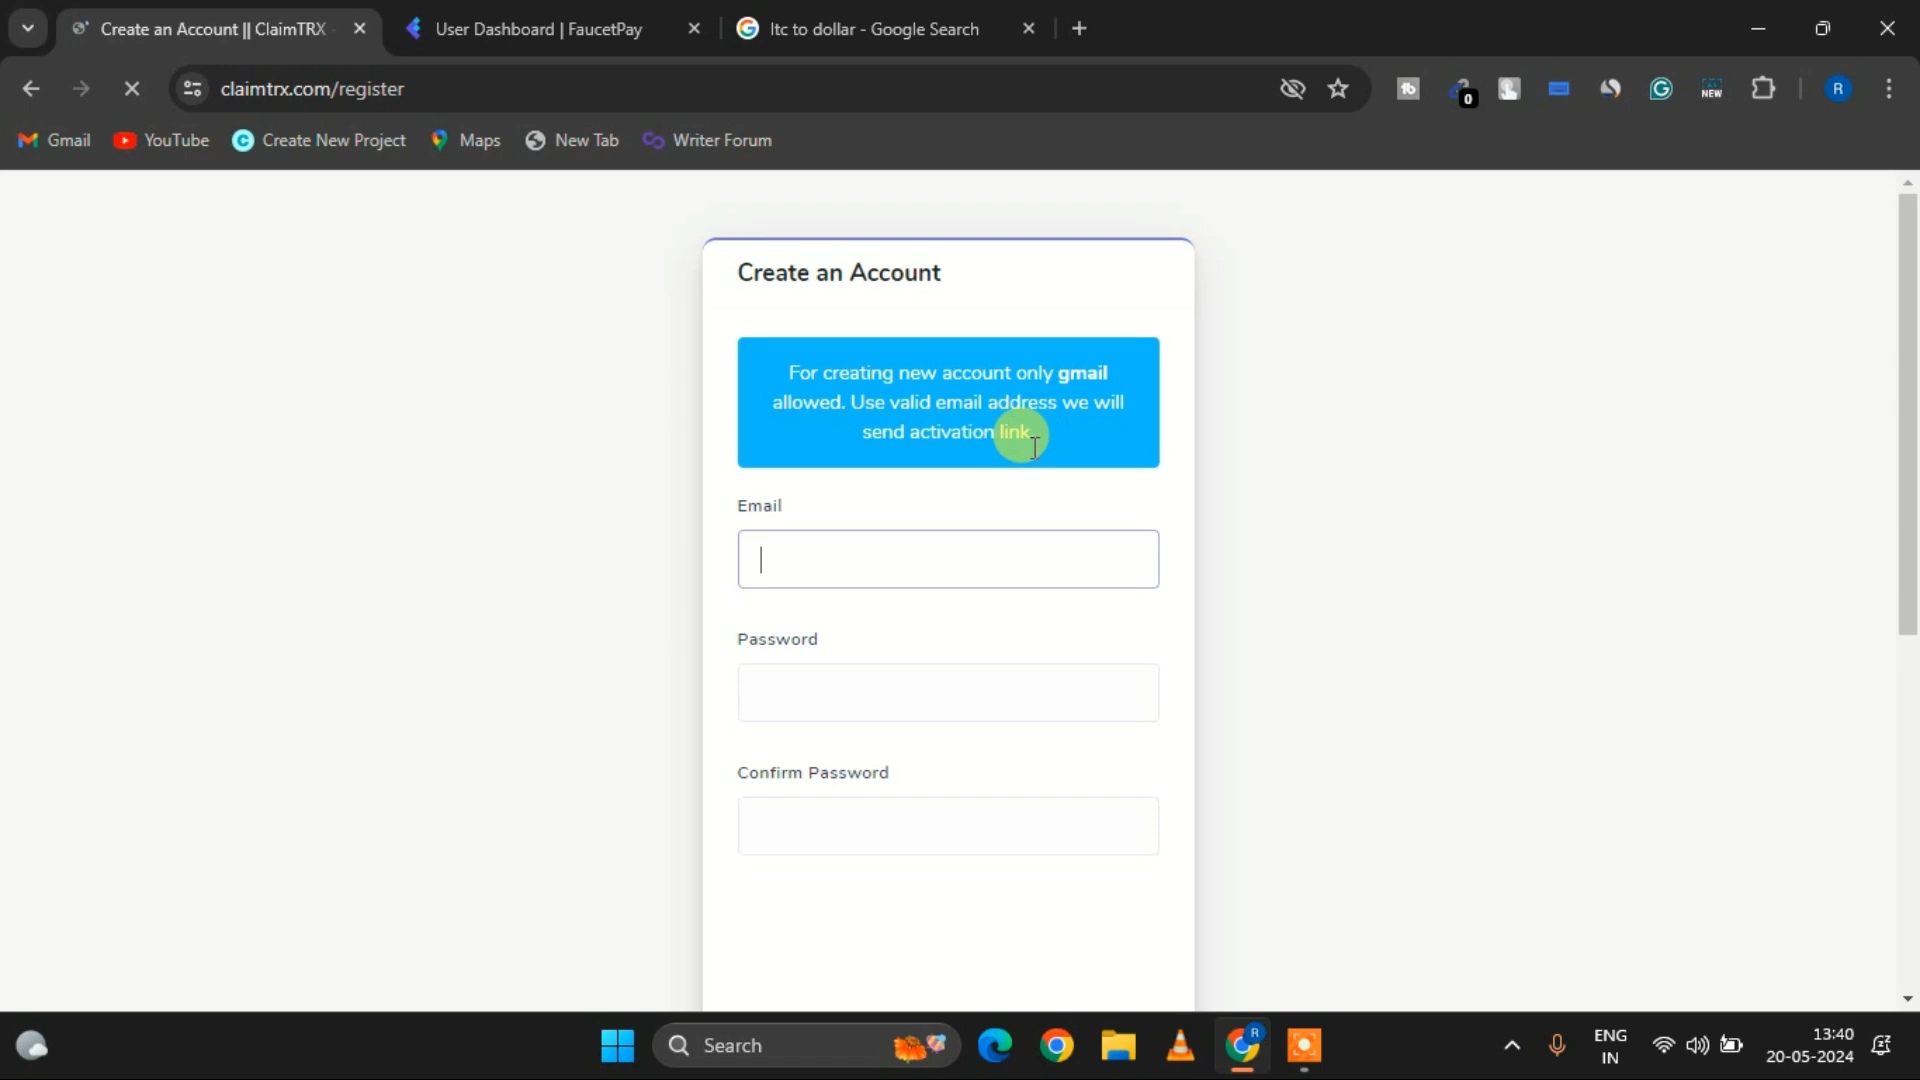 Create an Account || ClaimTRX
User Dashboard | FaucetPay
ltc to dollar - Google Search
claimtrx.com/register
0
NEW
R
Gmail
YouTube
Create New Project
Maps
New Tab
Writer Forum
Create an Account
For creating new account only gmail
allowed. Use valid email address we will
send activation link.
Email
Password
Confirm Password
Search
R
ENG
IN
13:40
20-05-2024